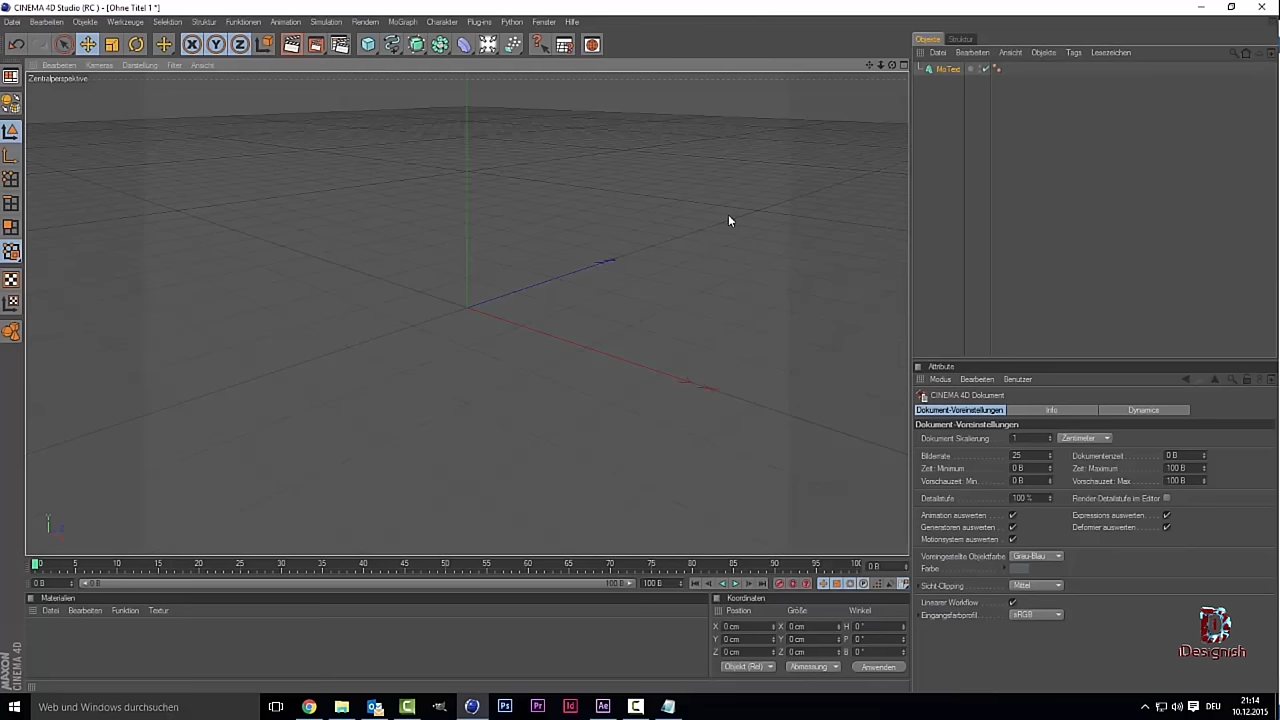 CINEMA 4D Studio (RC ) - [Ohne Titel 1 *]
Datei Bearbeiten Objekte Werkzeuge Selektion Struktur Funktionen Animation Simulation Rendern MoGraph Charakter Plug-ins Python Fenster Hilfe
Bearbeiten Kameras Darstellung Filter Ansicht
Zentralperspektive
Objekte Struktur
Datei Bearbeiten Ansicht Objekte Tags Lesezeichen
MoText
Attribute
Modus Bearbeiten Benutzer
CINEMA 4D Dokument
Dokument-Voreinstellungen Info Dynamics
Dokument-Voreinstellungen
Dokument Skalierung 1 Zentimeter
Bilderrate 25 Dokumentenzeit 0 B
Zeit: Minimum 0 B Zeit: Maximum 100 B
Vorschauzeit: Min. 0 B Vorschauzeit: Max 100 B
Detailstufe 100 % Render-Detailstufe im Editor
Animation auswerten Expressions auswerten
Generatoren auswerten Deformer auswerten
Motionsystem auswerten
Voreingestellte Objektfarbe Grau-Blau
Farbe
Sicht-Clipping Mittel
Linearer Workflow
Eingangsfarbprofil sRGB
iDesignish
Y
0 5 10 15 20 25 30 35 40 45 50 55 60 65 70 75 80 85 90 95 100 0 B
0 B 0 B 100 B 100 B
Materialien
Datei Bearbeiten Funktion Textur
Koordinaten
Position Größe Winkel
X 0 cm X 0 cm H 0 °
Y 0 cm Y 0 cm P 0 °
Z 0 cm Z 0 cm B 0 °
Objekt (Rel) Abmessung Anwenden
MAXON CINEMA 4D
Web und Windows durchsuchen
Ps Pr Id Ae
DEU
21:14
10.12.2015